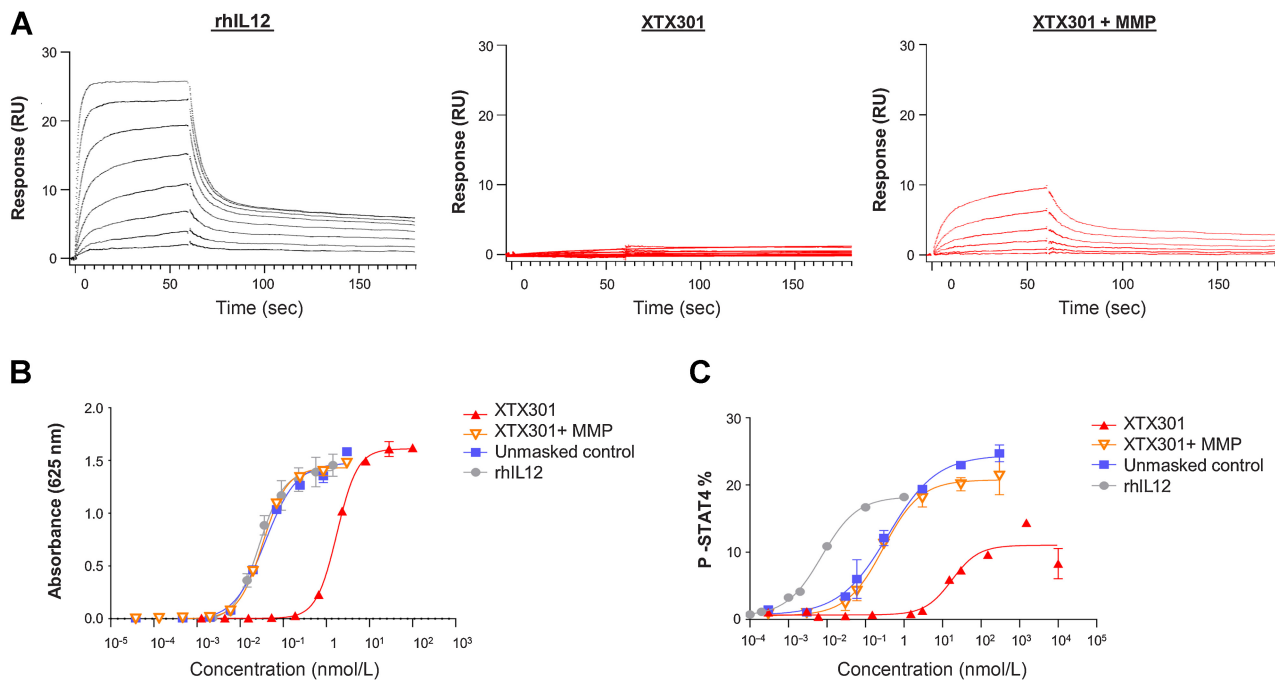 A
rhIL12
XTX301
XTX301 + MMP
Response (RU)
30
20
10
0
0
50
100
150
Time (sec)
Response (RU)
30
20
10
0
0
50
100
150
Time (sec)
Response (RU)
30
20
10
0
0
50
100
150
Time (sec)
B
Absorbance (625 nm)
2.0
1.5
1.0
0.5
0.0
10⁻⁵
10⁻⁴
10⁻³
10⁻²
10⁻¹
1
10¹
10²
10³
Concentration (nmol/L)
XTX301
XTX301+ MMP
Unmasked control
rhIL12
C
P -STAT4 %
30
20
10
0
10⁻⁴
10⁻³
10⁻²
10⁻¹
1
10¹
10²
10³
10⁴
10⁵
Concentration (nmol/L)
XTX301
XTX301+ MMP
Unmasked control
rhIL12